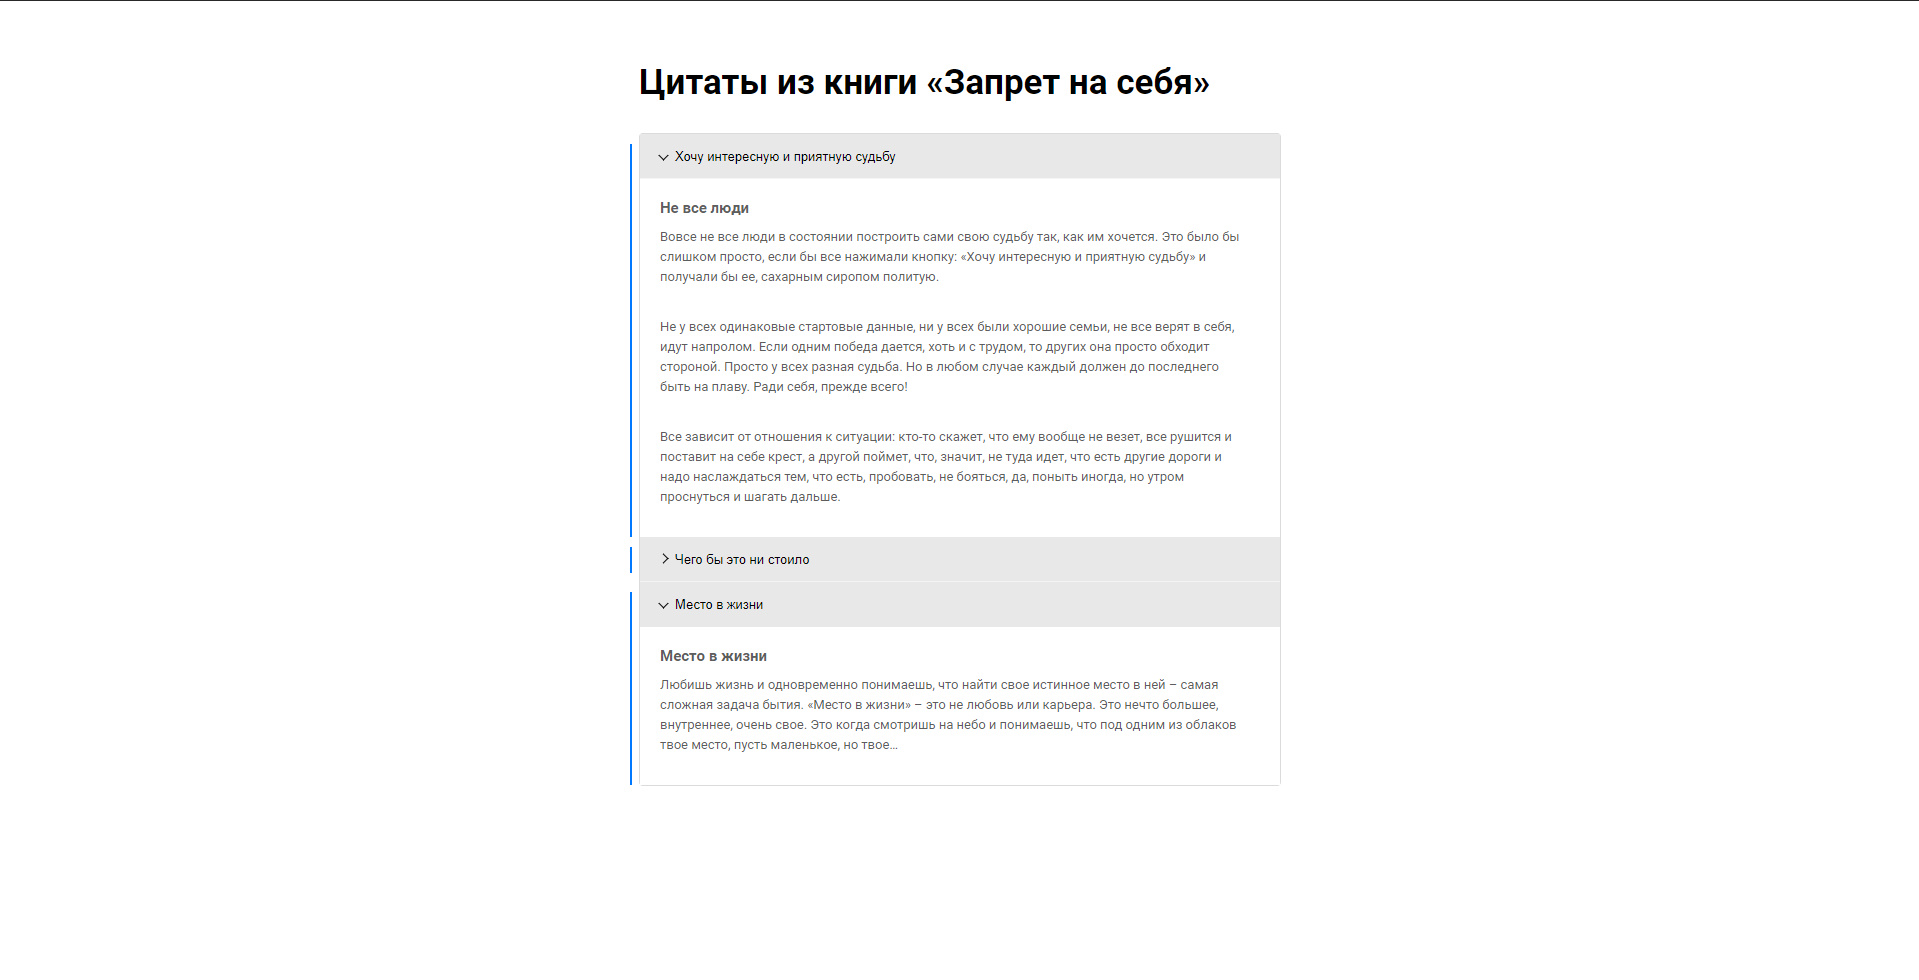 Цитаты из книги «Запрет на себя»
Хочу интересную и приятную судьбу
Не все люди
Вовсе не все люди в состоянии построить сами свою судьбу так, как им хочется. Это было бы
слишком просто, если бы все нажимали кнопку: «Хочу интересную и приятную судьбу» и
получали бы ее, сахарным сиропом политую.
Не у всех одинаковые стартовые данные, ни у всех были хорошие семьи, не все верят в себя,
идут напролом. Если одним победа дается, хоть и с трудом, то других она просто обходит
стороной. Просто у всех разная судьба. Но в любом случае каждый должен до последнего
быть на плаву. Ради себя, прежде всего!
Все зависит от отношения к ситуации: кто-то скажет, что ему вообще не везет, все рушится и
поставит на себе крест, а другой поймет, что, значит, не туда идет, что есть другие дороги и
надо наслаждаться тем, что есть, пробовать, не бояться, да, поныть иногда, но утром
проснуться и шагать дальше.
Чего бы это ни стоило
Место в жизни
Место в жизни
Любишь жизнь и одновременно понимаешь, что найти свое истинное место в ней – самая
сложная задача бытия. «Место в жизни» – это не любовь или карьера. Это нечто большее,
внутреннее, очень свое. Это когда смотришь на небо и понимаешь, что под одним из облаков
твое место, пусть маленькое, но твое…